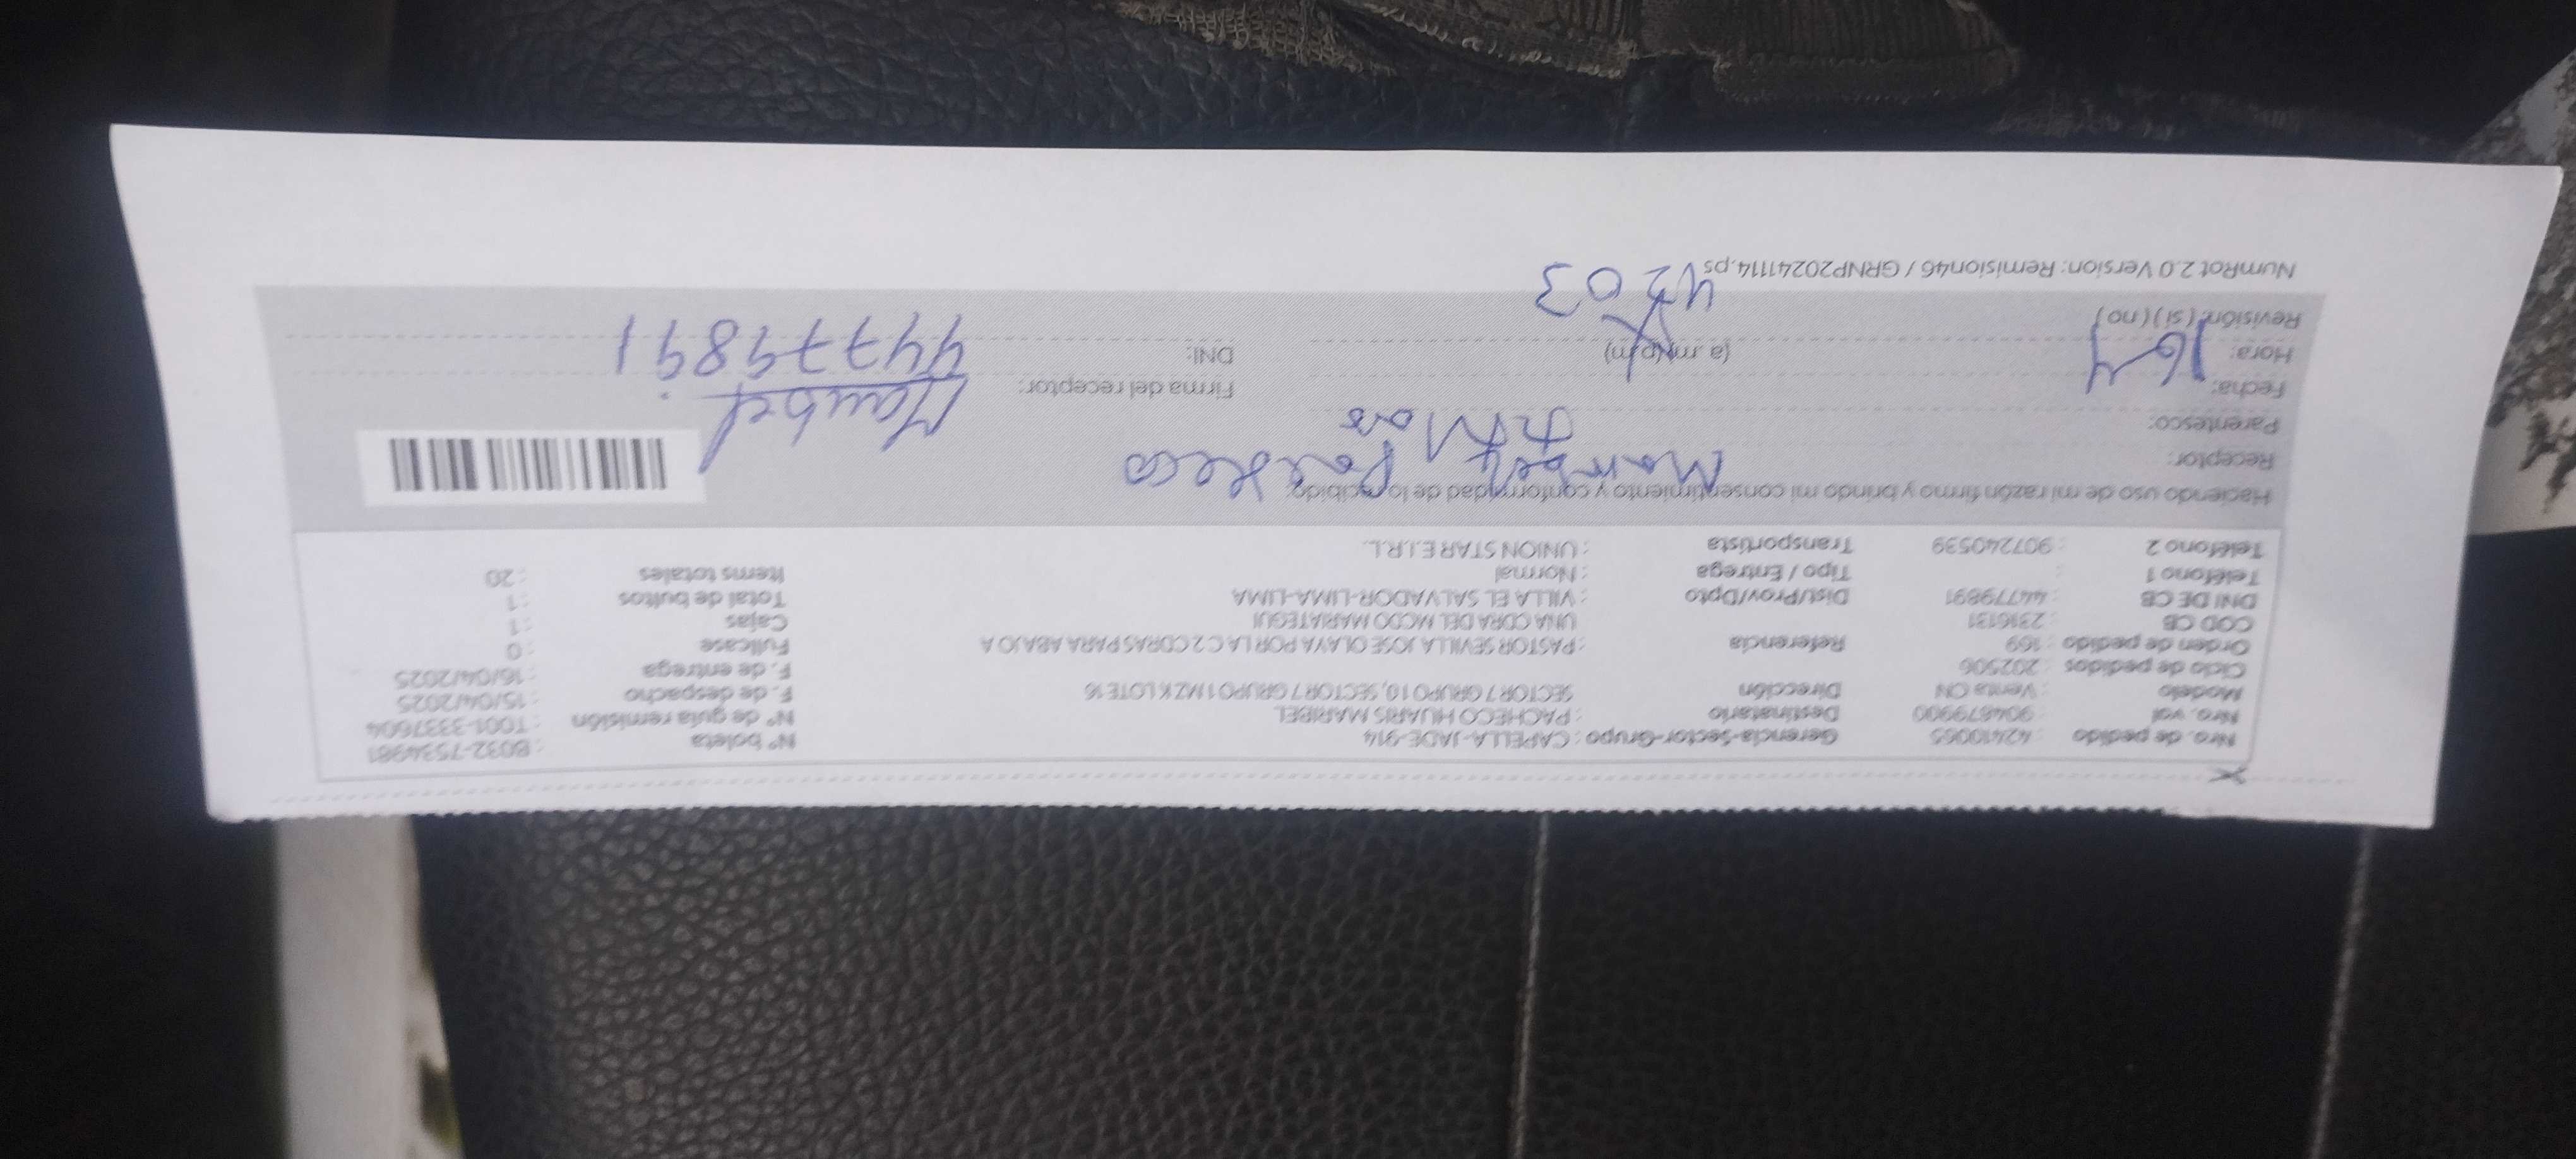 Nro. de pedido : 42410065 Gerencia-Sector-Grupo : CAPELLA-JADE-914 N° boleta : B032-7534981
Nro. vol : 904679900 Destinatario : PACHECO HUARIS MARIBEL N° de guia remisión : T001-3337604
Modelo : Venta ON Dirección SECTOR 7 GRUPO 10, SECTOR 7 GRUPO 1 MZ K LOTE 16 F. de despacho : 15/04/2025
Ciclo de pedidos : 202506 F. de entrega : 16/04/2025
Orden de pedido : 169 Referencia : PASTOR SEVILLA JOSE OLAYA POR LA C 2 CDRAS PARA ABAJO A Fullcase : 0
COD CB : 2316131 UNA CDRA DEL MCDO MARIATEGUI Cajas : 1
DNI DE CB : 44779891 Dist/Prov/Dpto : VILLA EL SALVADOR-LIMA-LIMA Total de bultos : 1
Teléfono 1 : Tipo / Entrega : Normal Items totales : 20
Teléfono 2 : 907240539 Transportista : UNION STAR E.I.R.L.
Haciendo uso de mi razón firmo y brindo mi consentimiento y conformidad de lo recibido:
Receptor: Maribel Pacheco
Parentesco:
Fecha: 16 4 Firma del receptor: Maribel
Hora: (a.m)(p.m) DNI: 44779891
Revisión: (si) (no)
03
NumRot 2.0 Version: Remision46 / GRNP20241114.ps